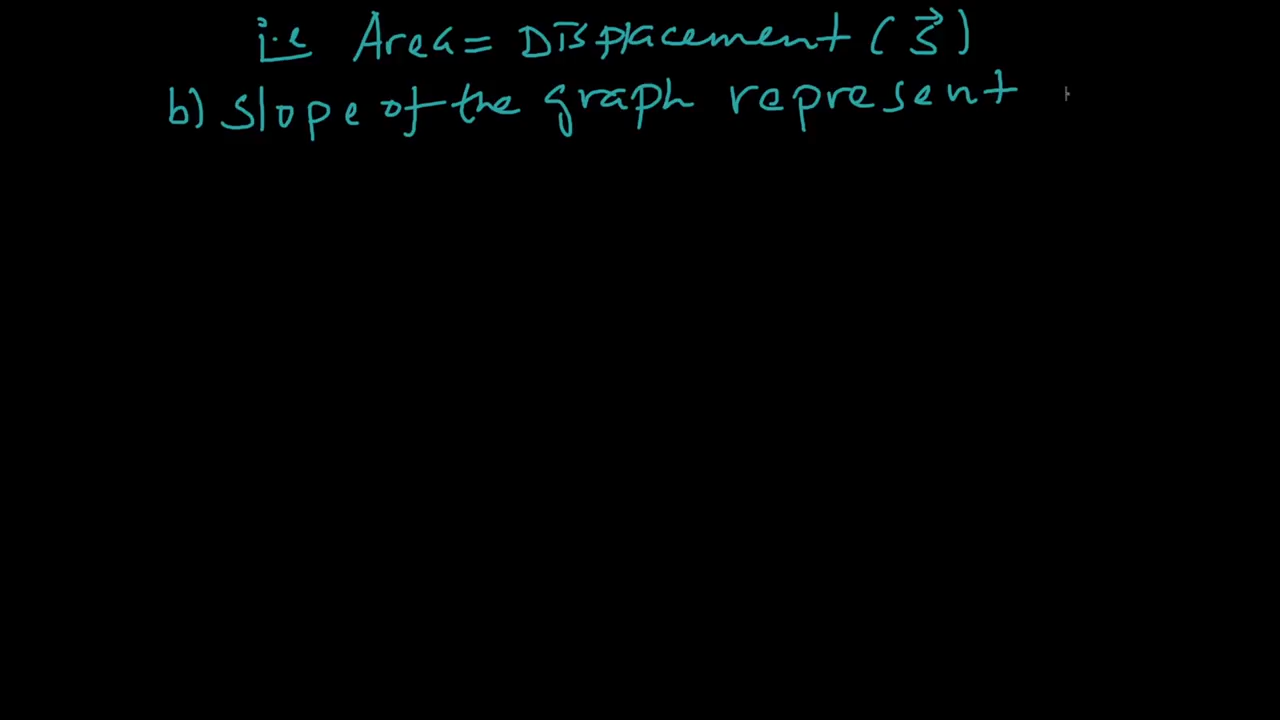 i.e Area = Displacement (s⃗)
b) Slope of the graph represent